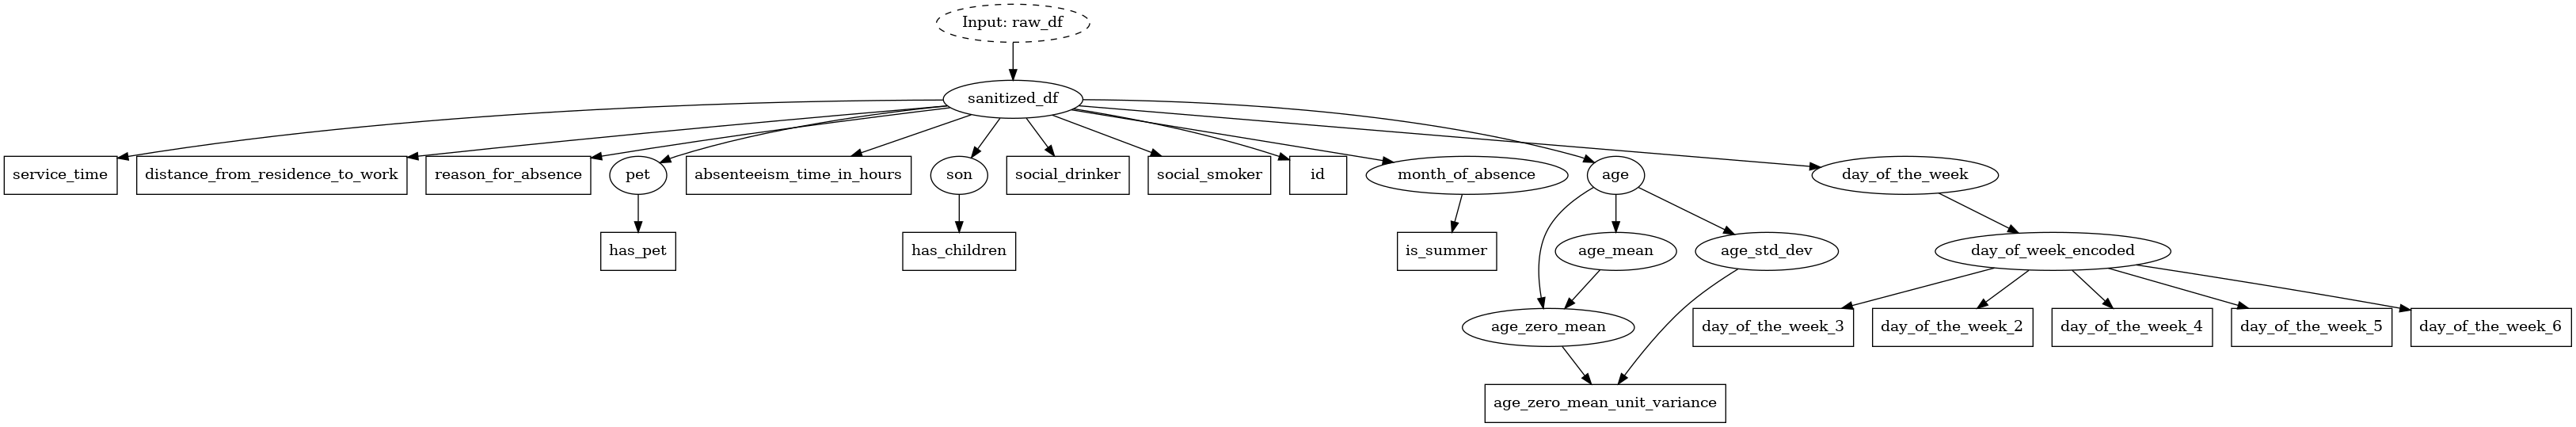 Input: raw_df
sanitized_df
service_time
distance_from_residence_to_work
reason_for_absence
pet
absenteeism_time_in_hours
son
social_drinker
social_smoker
id
month_of_absence
age
day_of_the_week
has_pet
has_children
is_summer
age_mean
age_std_dev
day_of_week_encoded
age_zero_mean
day_of_the_week_3
day_of_the_week_2
day_of_the_week_4
day_of_the_week_5
day_of_the_week_6
age_zero_mean_unit_variance